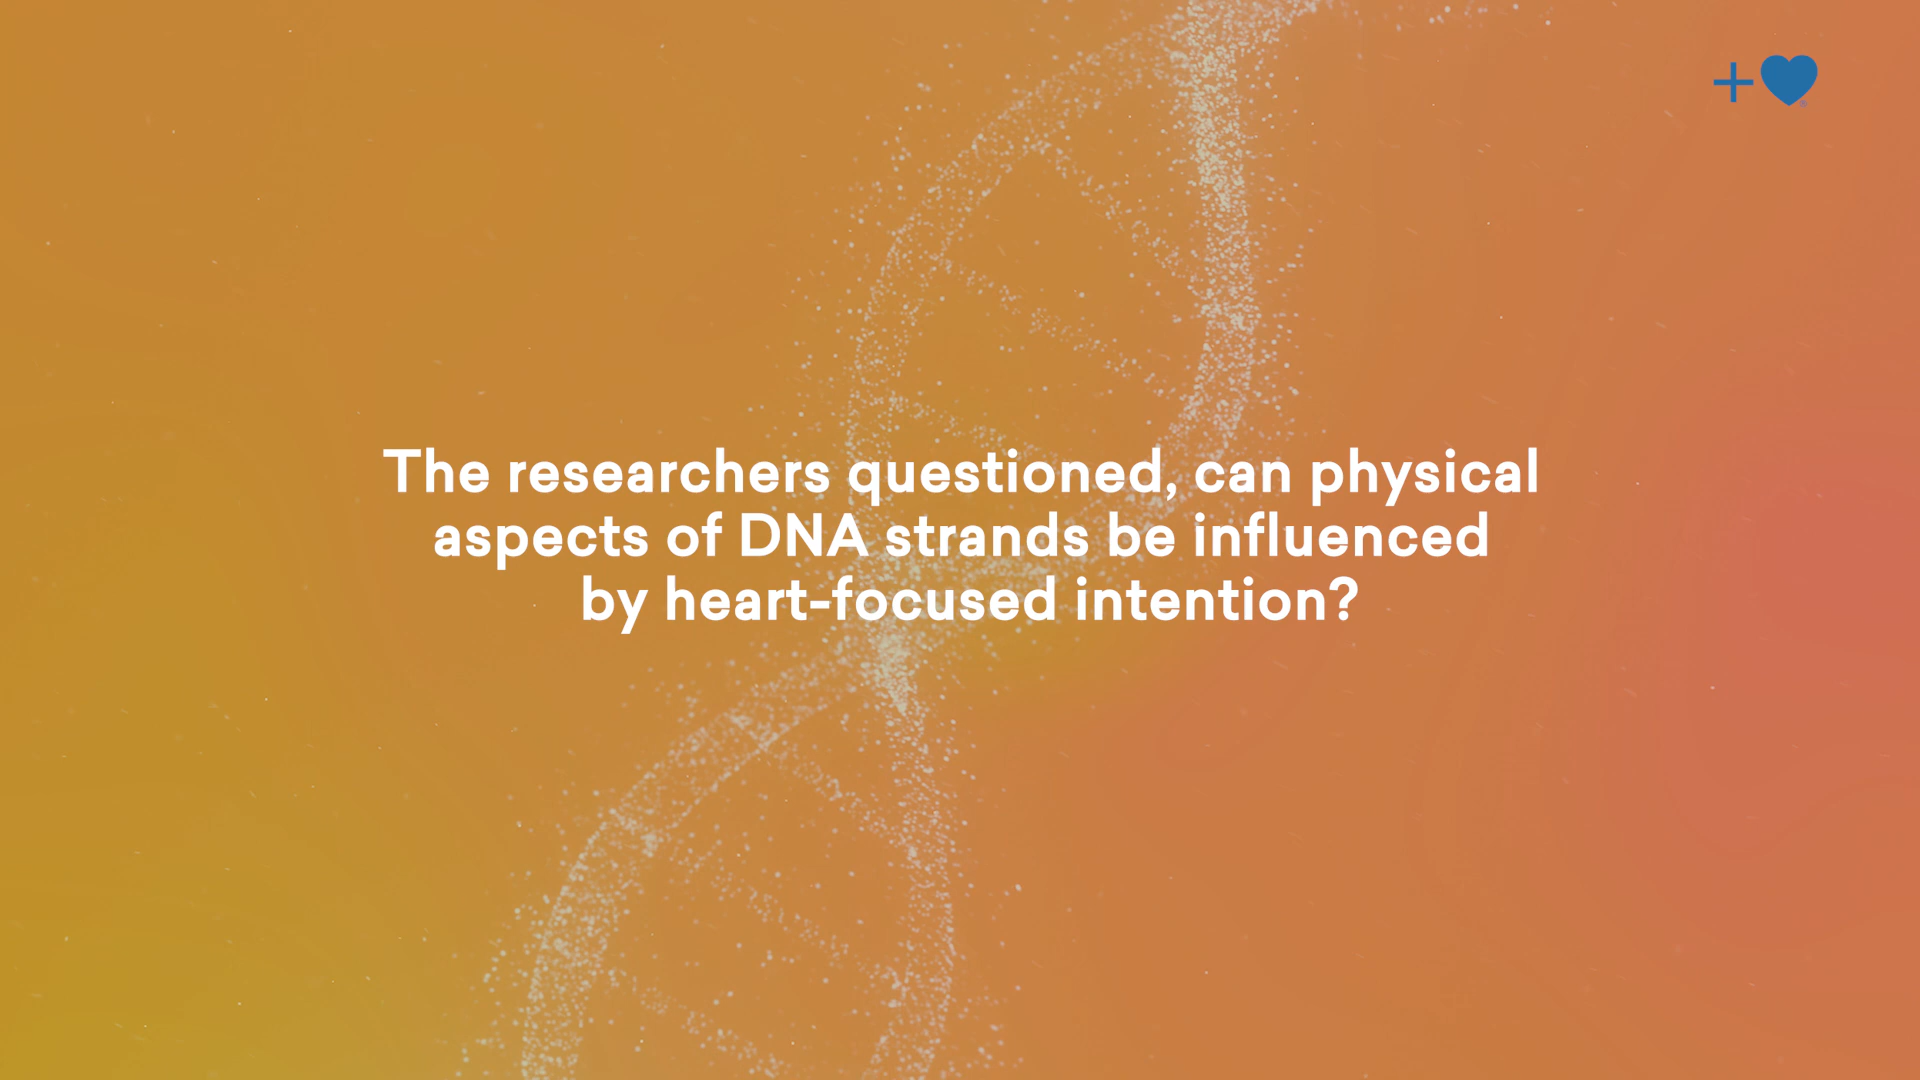 The researchers questioned, can physical
aspects of DNA strands be influenced
by heart-focused intention?